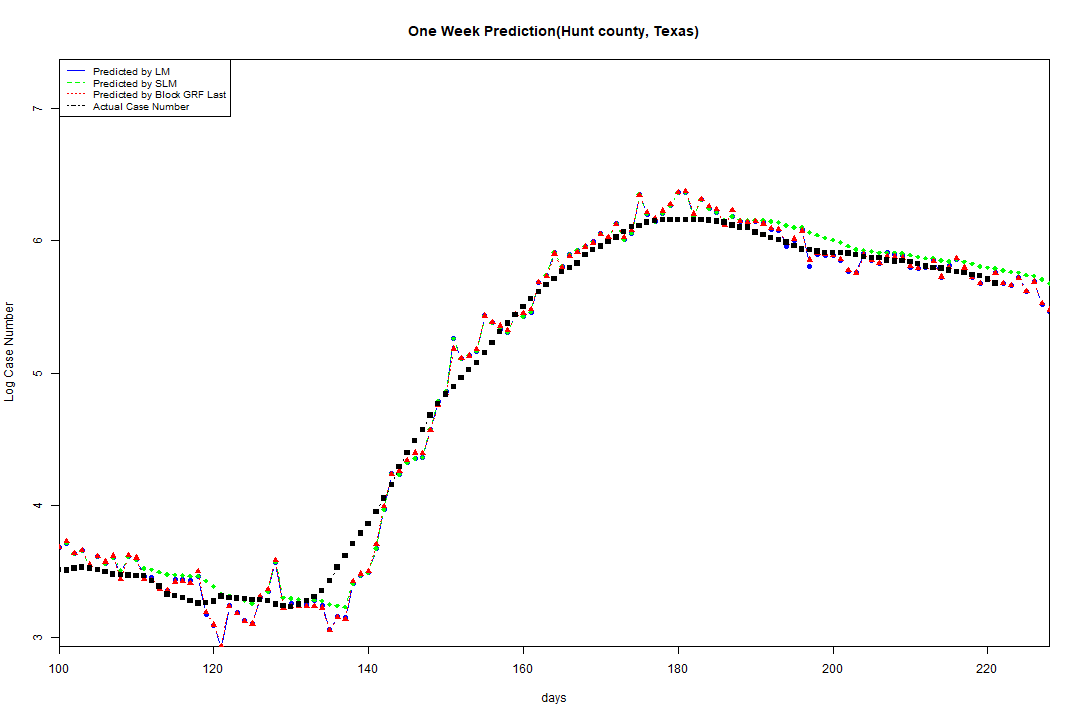 One Week Prediction(Hunt county, Texas)
Predicted by LM
Predicted by SLM
Predicted by Block GRF Last
Actual Case Number
7
6
5
4
3
Log Case Number
100 120 140 160 180 200 220
days